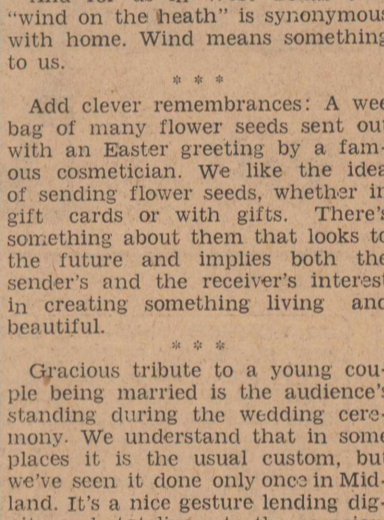 "wind on the heath" is synonymous
with home. Wind means something
to us.
* * *
Add clever remembrances: A wee
bag of many flower seeds sent out
with an Easter greeting by a fam-
ous cosmetician. We like the idea
of sending flower seeds, whether in
gift cards or with gifts. There's
something about them that looks to
the future and implies both the
sender's and the receiver's interest
in creating something living and
beautiful.
* * *
Gracious tribute to a young cou-
ple being married is the audience's
standing during the wedding cere-
mony. We understand that in some
places it is the usual custom, but
we've seen it done only once in Mid-
land. It's a nice gesture lending dig-